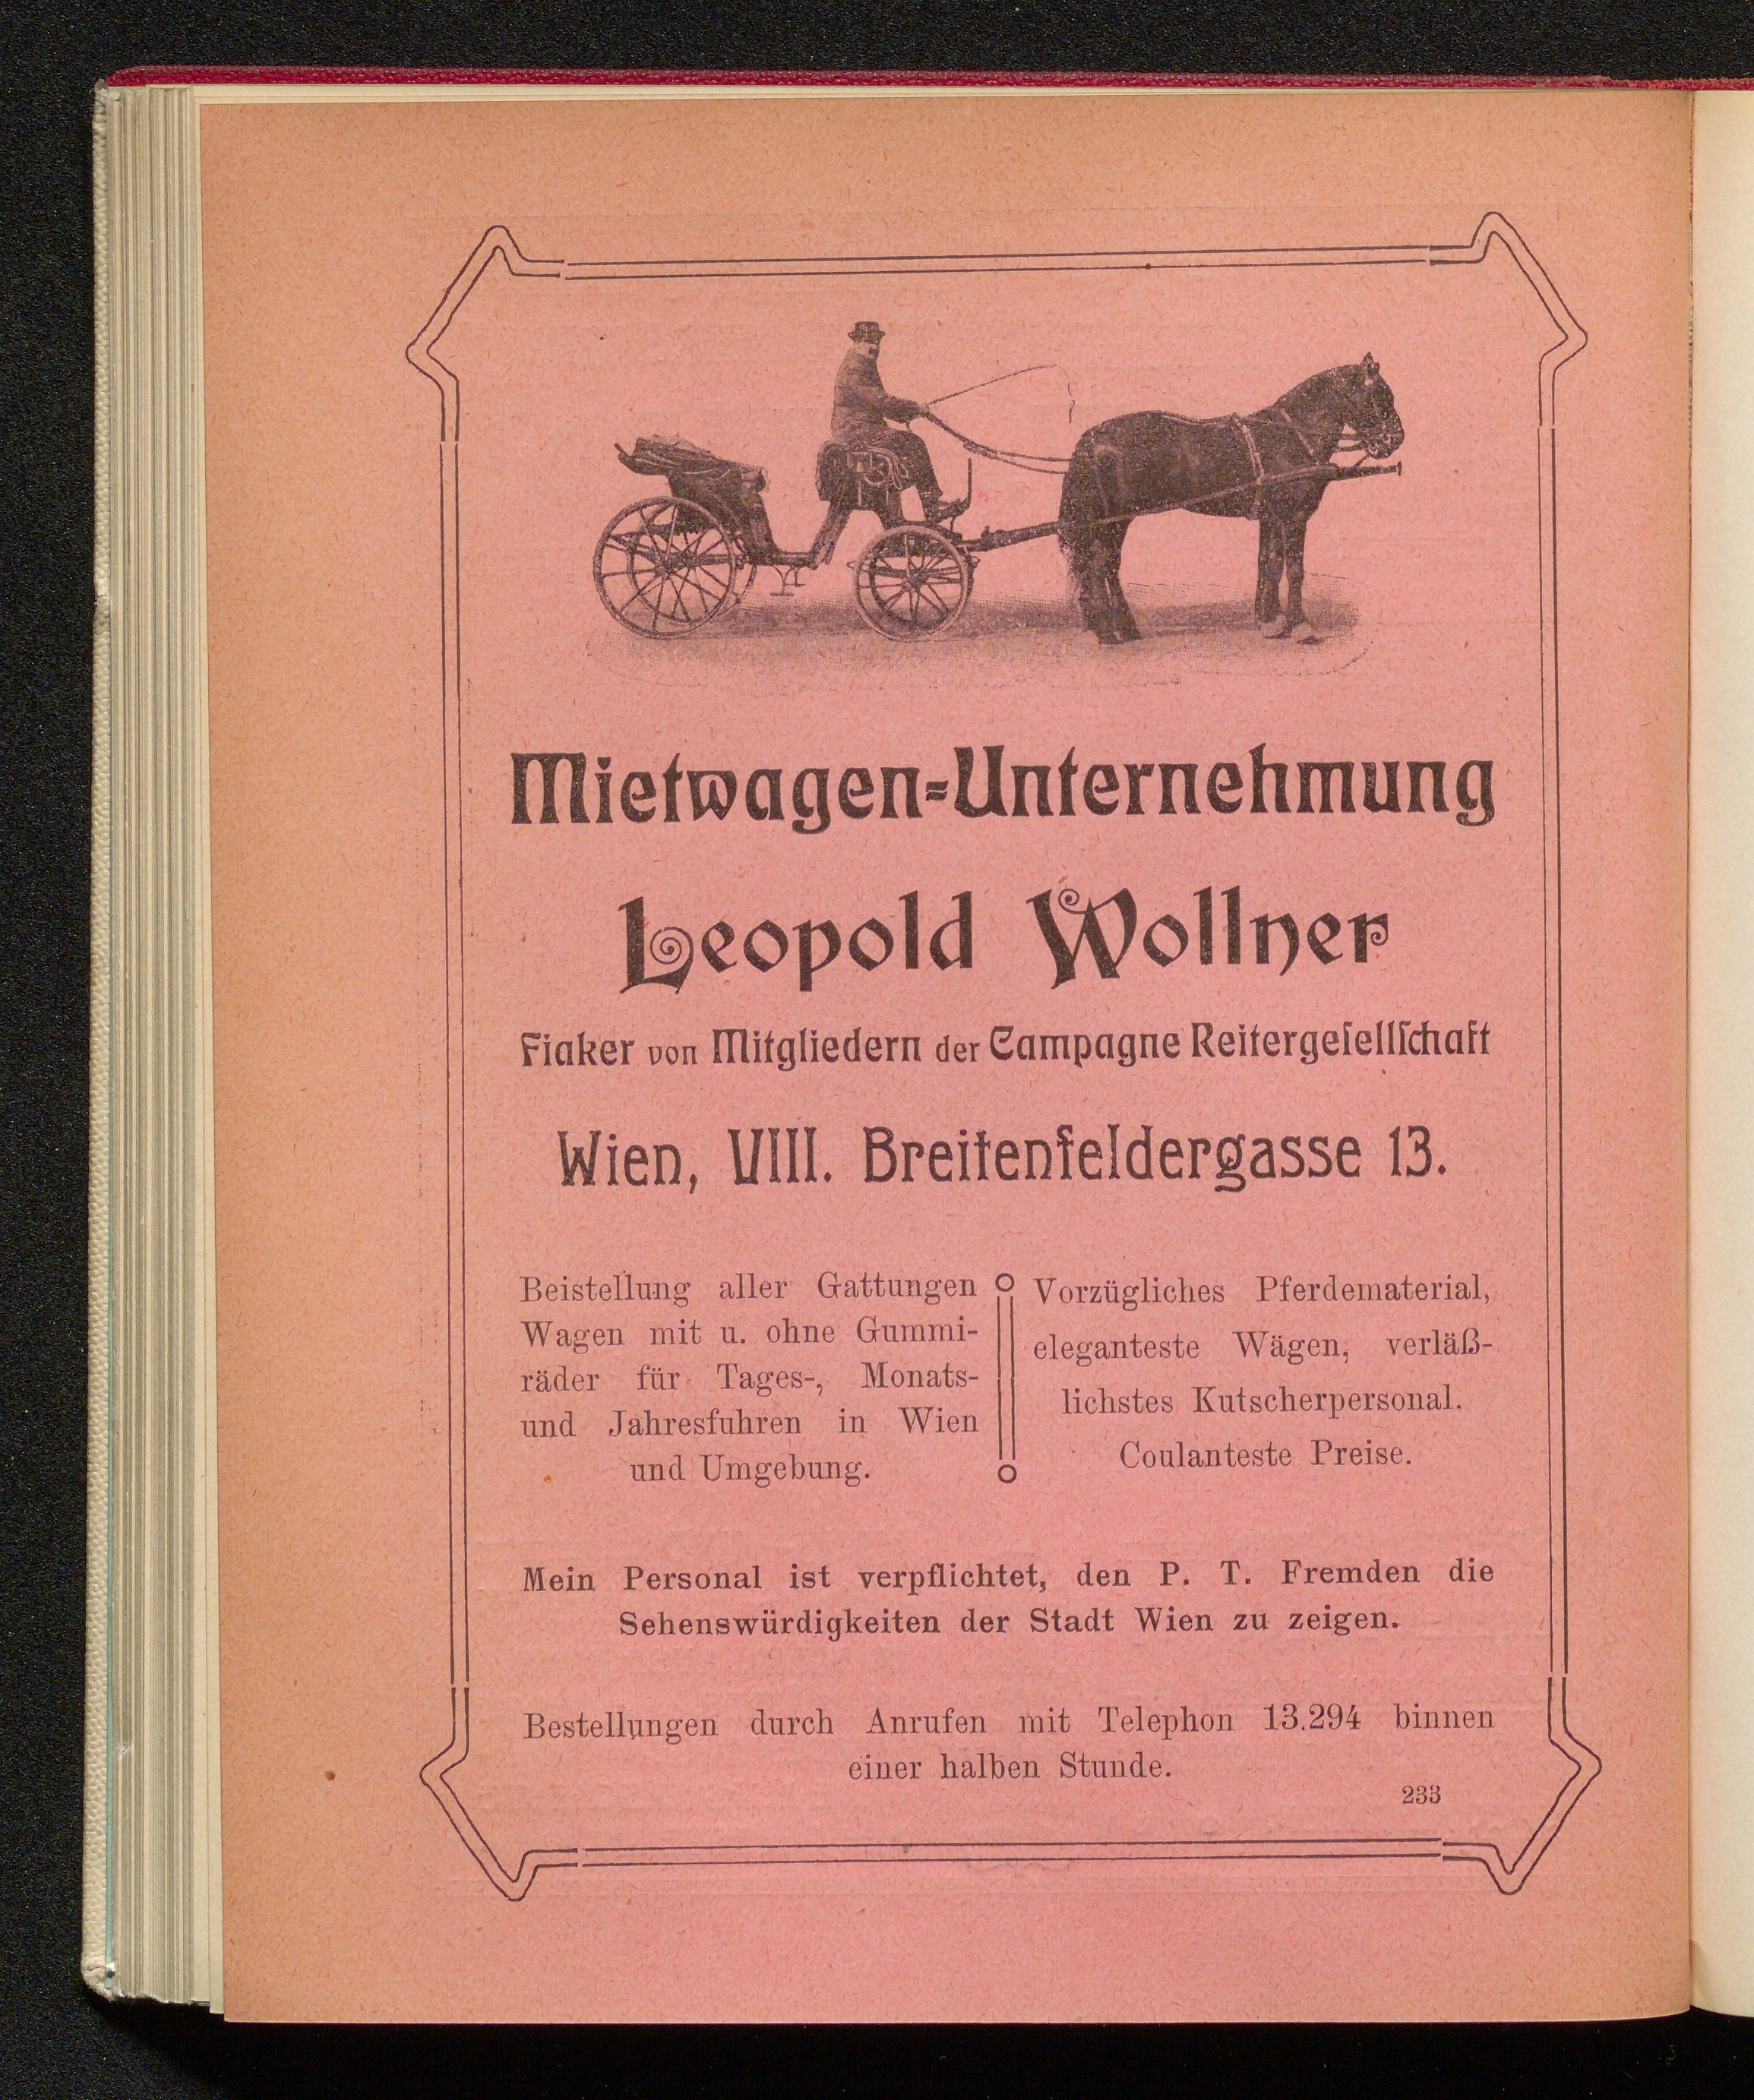 Mietwagen-Unternehmung
Leopold Wollner
Fiaker von Mitgliedern der Campagne Reitergeſellſchaft
Wien, VIII. Breitenfeldergasse 13.
Beistellung aller Gattungen
Wagen mit u. ohne Gummi-
räder für Tages-, Monats-
und Jahresfuhren in Wien
und Umgebung.
Vorzügliches Pferdematerial,
eleganteste Wägen, verläß-
lichstes Kutscherpersonal.
Coulanteste Preise.
Mein Personal ist verpflichtet, den P. T. Fremden die
Sehenswürdigkeiten der Stadt Wien zu zeigen.
Bestellungen durch Anrufen mit Telephon 13.294 binnen
einer halben Stunde.
233